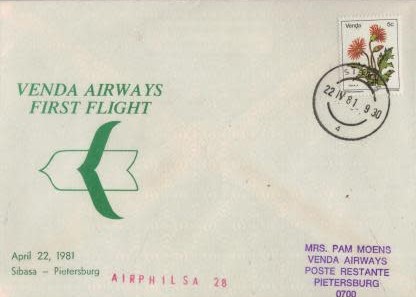 Venda 5c
22 IV 81 9 30
4
VENDA AIRWAYS
FIRST FLIGHT
April 22, 1981
Sibasa – Pietersburg
AIRPHILSA 28
MRS. PAM MOENS
VENDA AIRWAYS
POSTE RESTANTE
PIETERSBURG
0700